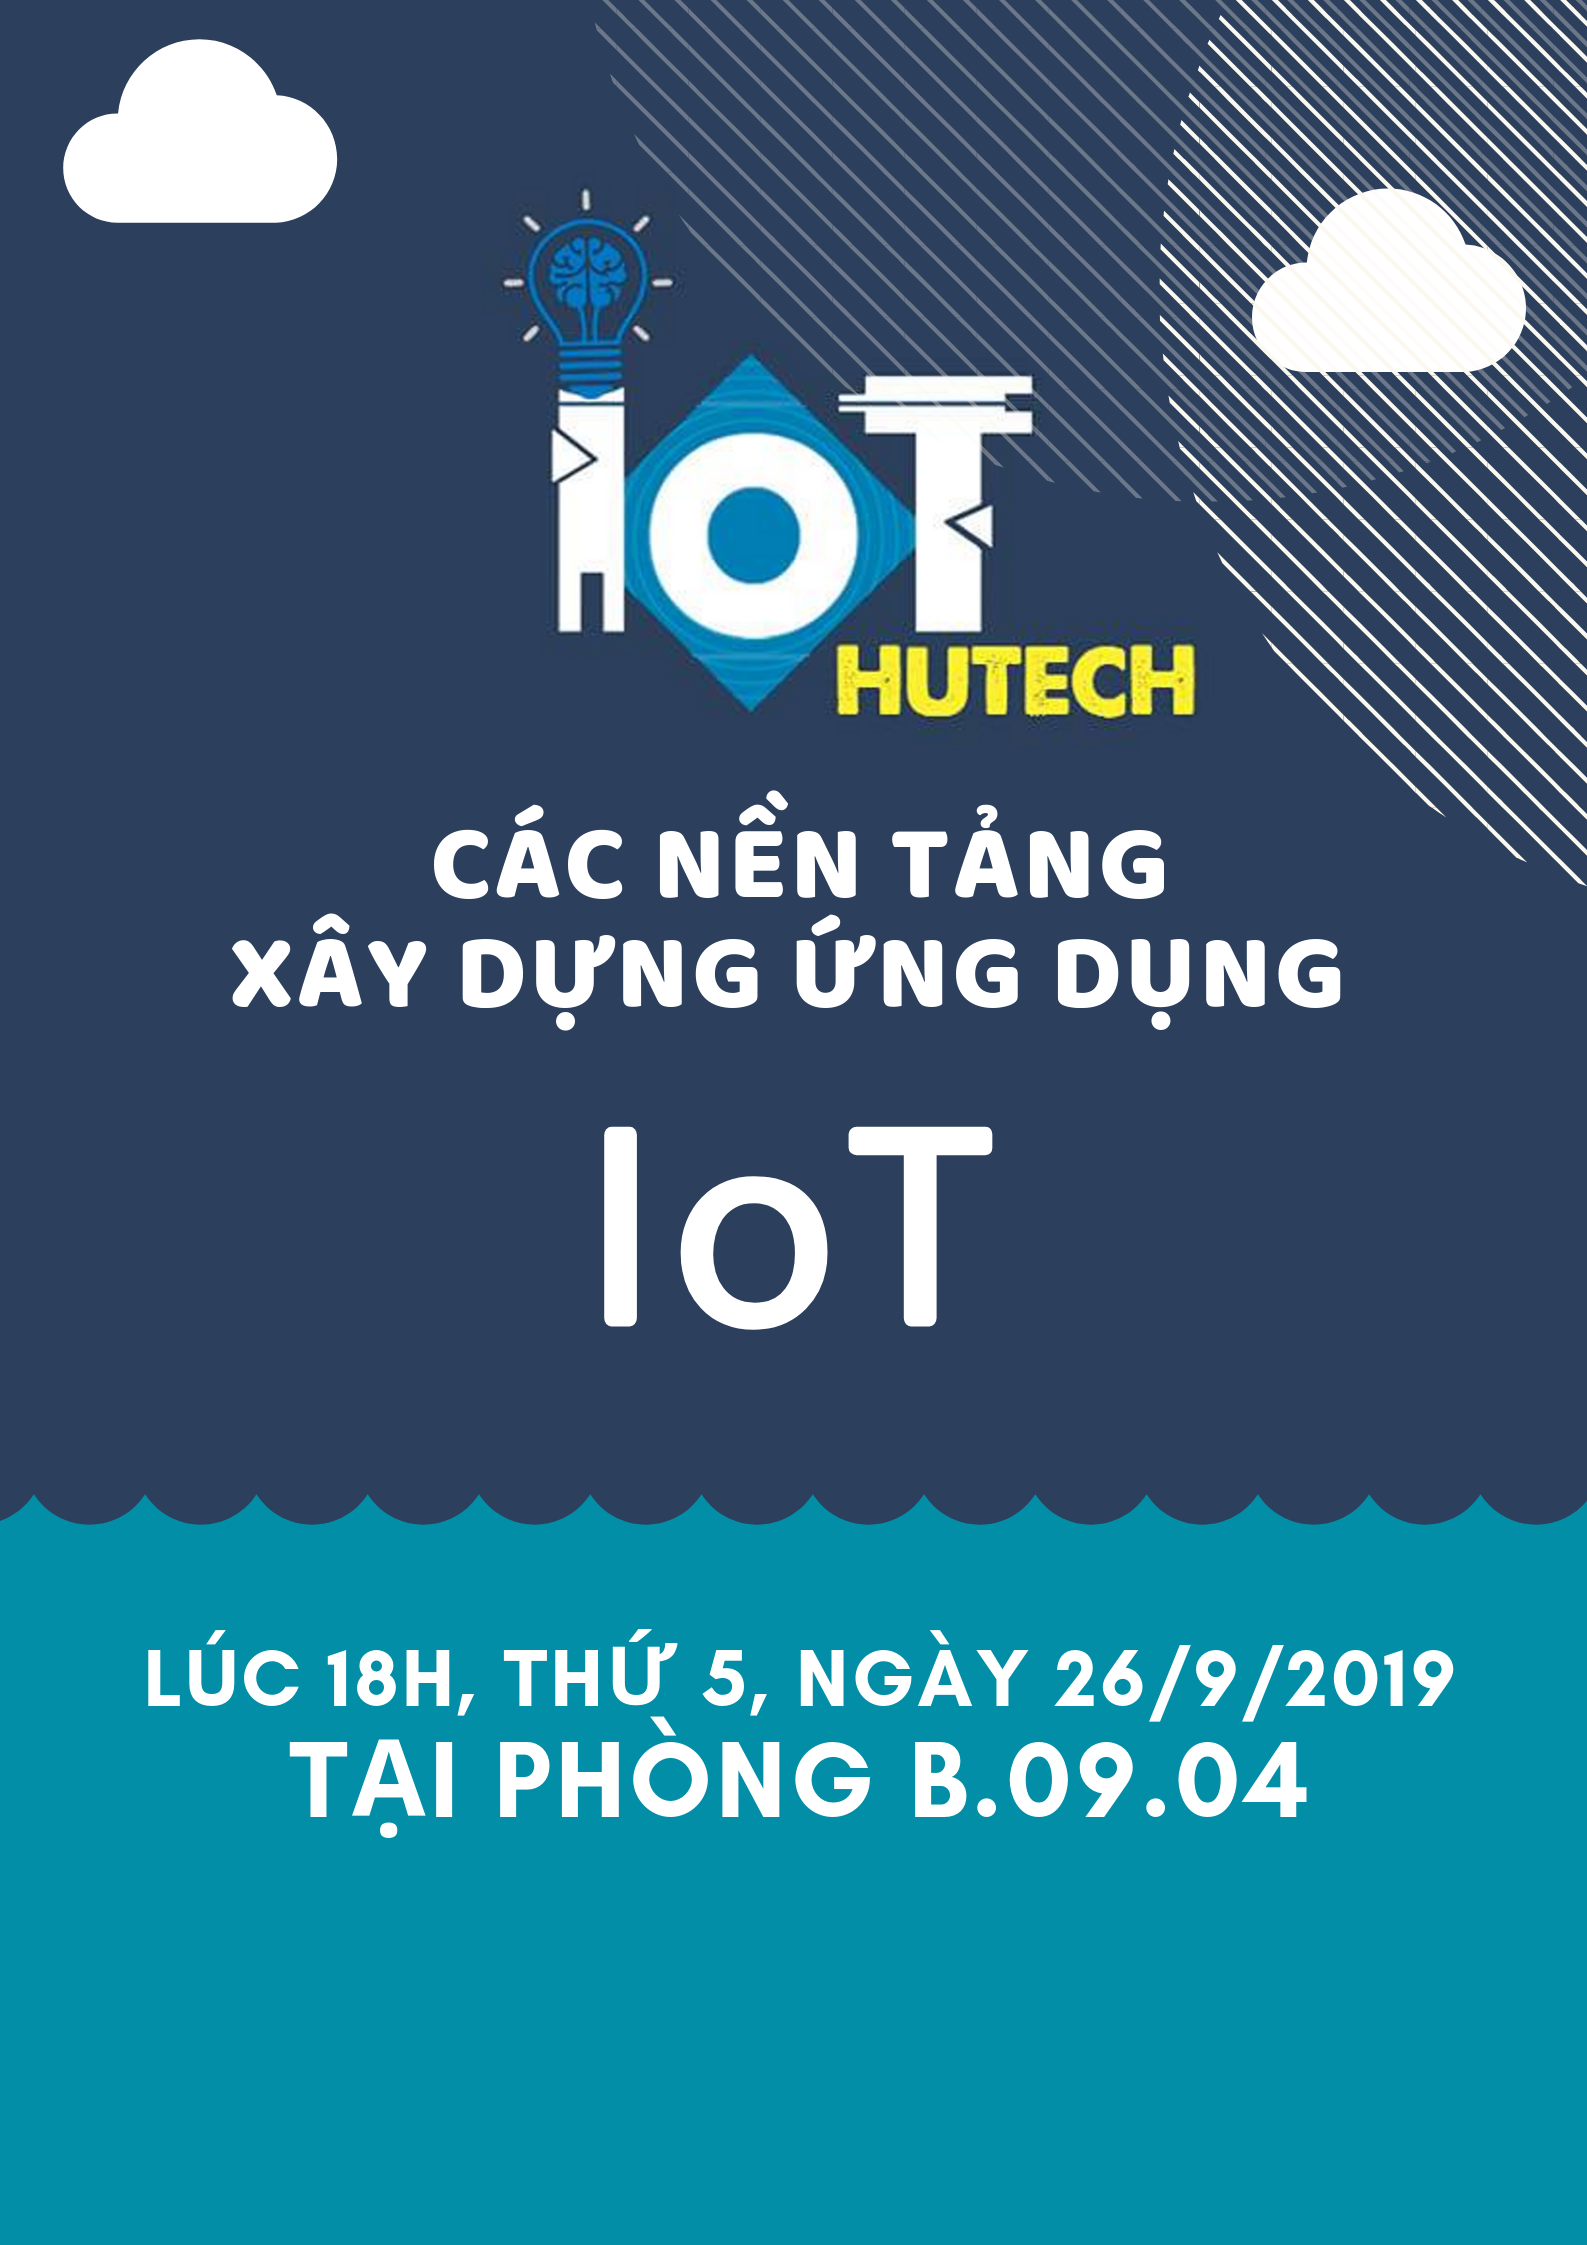 IoT
HUTECH
CÁC NỀN TẢNG
XÂY DỰNG ỨNG DỤNG
IoT
LÚC 18H, THỨ 5, NGÀY 26/9/2019
TẠI PHÒNG B.09.04